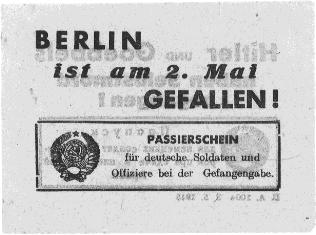 BERLIN
ist am 2. Mai
GEFALLEN!
PASSIERSCHEIN
für deutsche Soldaten und
Offiziere bei der Gefangengabe.